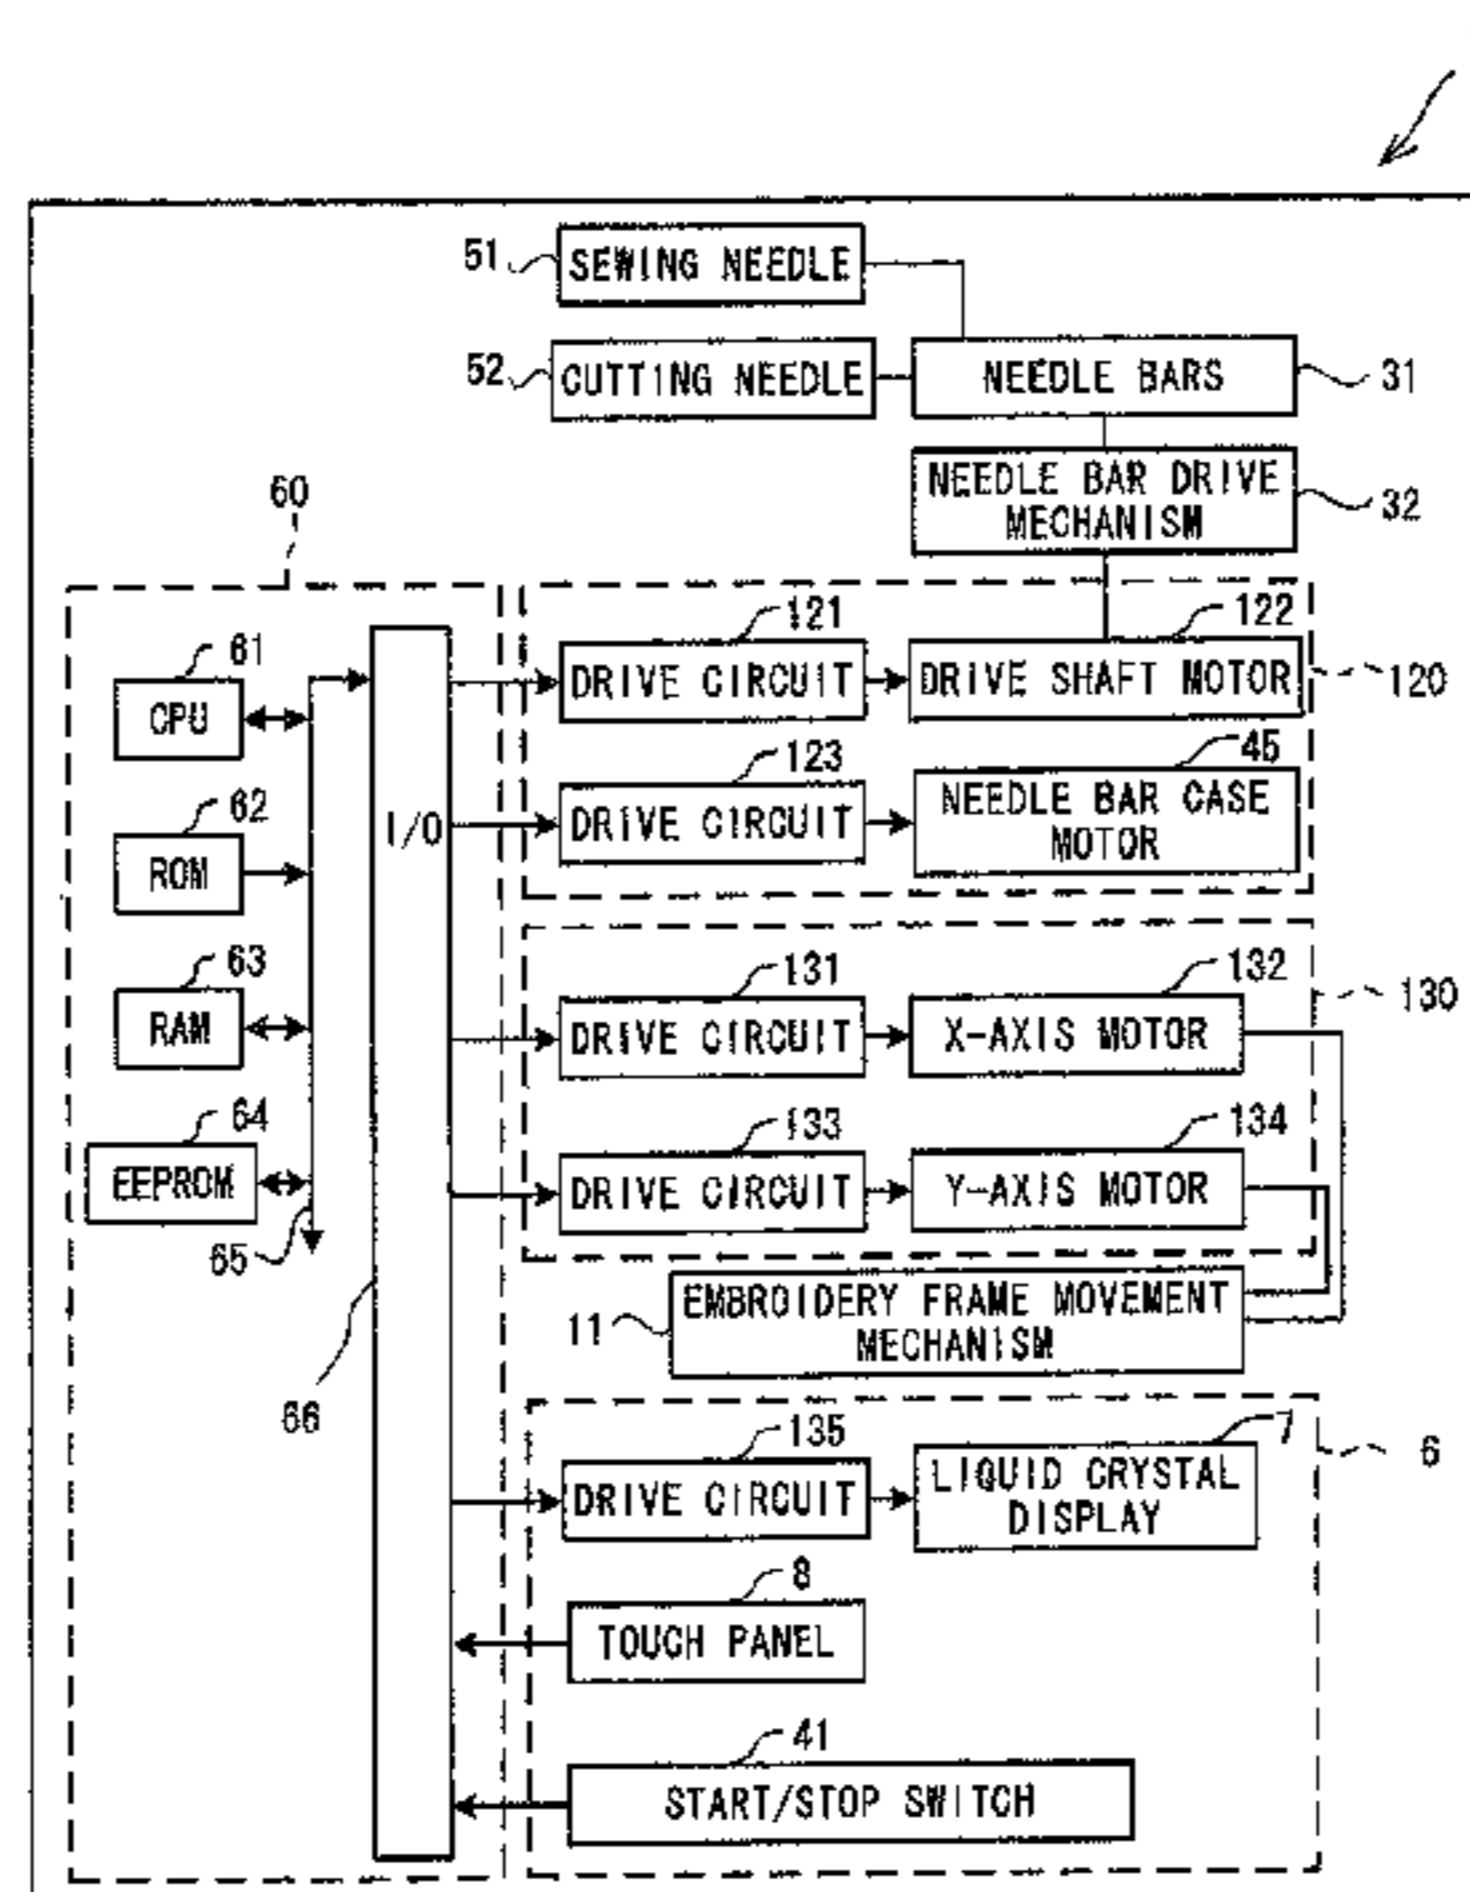 51
SEWING NEEDLE
52
CUTTING NEEDLE
NEEDLE BARS
31
NEEDLE BAR DRIVE
MECHANISM
32
60
61
CPU
62
ROM
63
RAM
64
EEPROM
65
66
I/O
121
DRIVE CIRCUIT
122
DRIVE SHAFT MOTOR
120
123
DRIVE CIRCUIT
45
NEEDLE BAR CASE
MOTOR
131
DRIVE CIRCUIT
132
X-AXIS MOTOR
130
133
DRIVE CIRCUIT
134
Y-AXIS MOTOR
11
EMBROIDERY FRAME MOVEMENT
MECHANISM
135
DRIVE CIRCUIT
7
LIQUID CRYSTAL
DISPLAY
6
8
TOUCH PANEL
41
START/STOP SWITCH